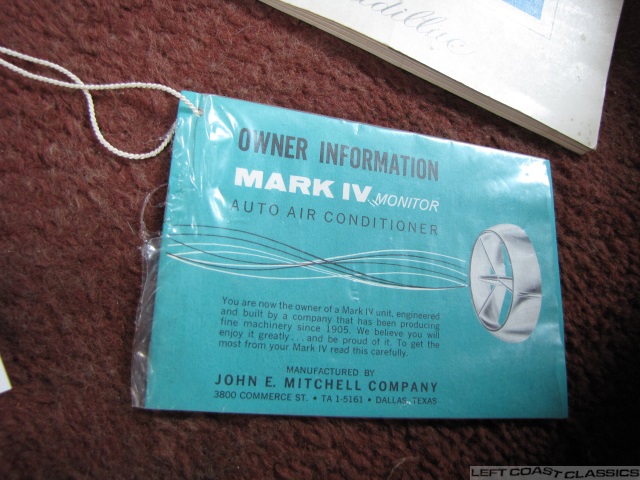 Cadillac
OWNER INFORMATION
MARK IV MONITOR
AUTO AIR CONDITIONER
You are now the owner of a Mark IV unit, engineered
and built by a company that has been producing
fine machinery since 1905. We believe you will
enjoy it greatly...and be proud of it. To get the
most from your Mark IV read this carefully.
MANUFACTURED BY
JOHN E. MITCHELL COMPANY
3800 COMMERCE ST. • TA 1-5161 • DALLAS, TEXAS
LEFT COAST CLASSICS